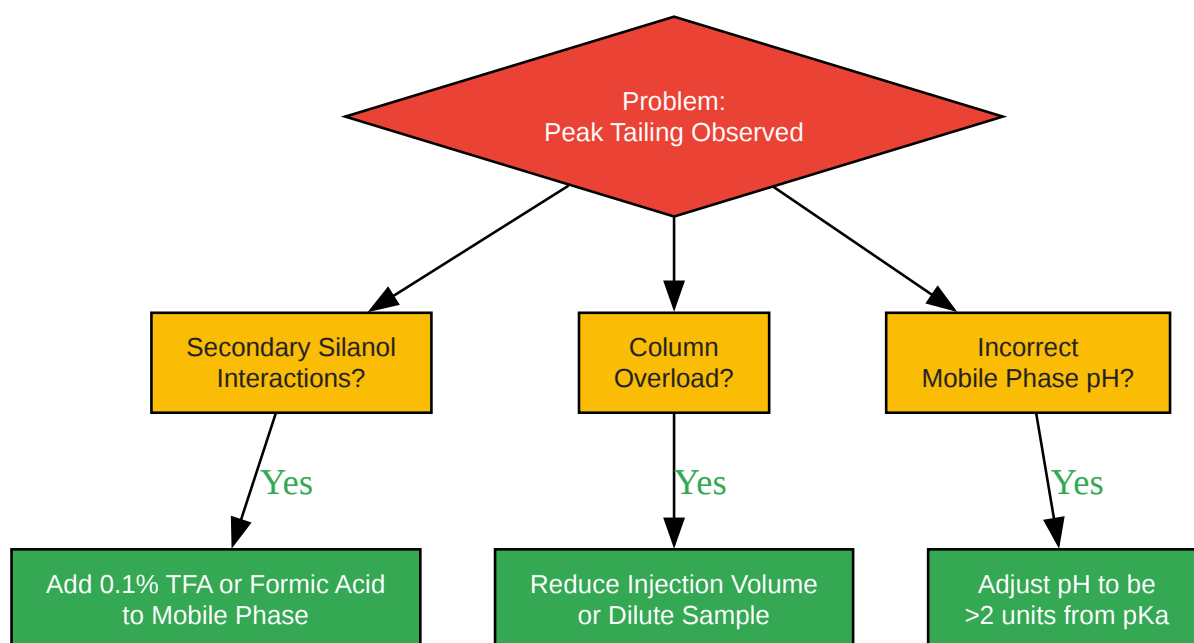 Problem:
Peak Tailing Observed
Secondary Silanol
Interactions?
Column
Overload?
Incorrect
Mobile Phase pH?
Yes
Yes
Yes
Add 0.1% TFA or Formic Acid
to Mobile Phase
Reduce Injection Volume
or Dilute Sample
Adjust pH to be
>2 units from pKa